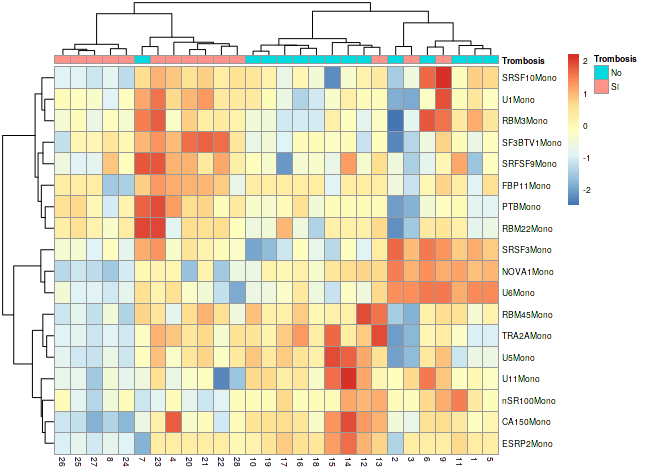 Trombosis
Trombosis
No
SI
SRSF10Mono
U1Mono
RBM3Mono
SF3BTV1Mono
SRFSF9Mono
FBP11Mono
PTBMono
RBM22Mono
SRSF3Mono
NOVA1Mono
U6Mono
RBM45Mono
TRA2AMono
U5Mono
U11Mono
nSR100Mono
CA150Mono
ESRP2Mono
2
1
0
-1
-2
26 25 27 8 24 7 23 4 20 21 22 28 10 19 17 16 18 15 14 12 13 2 3 6 9 11 1 5